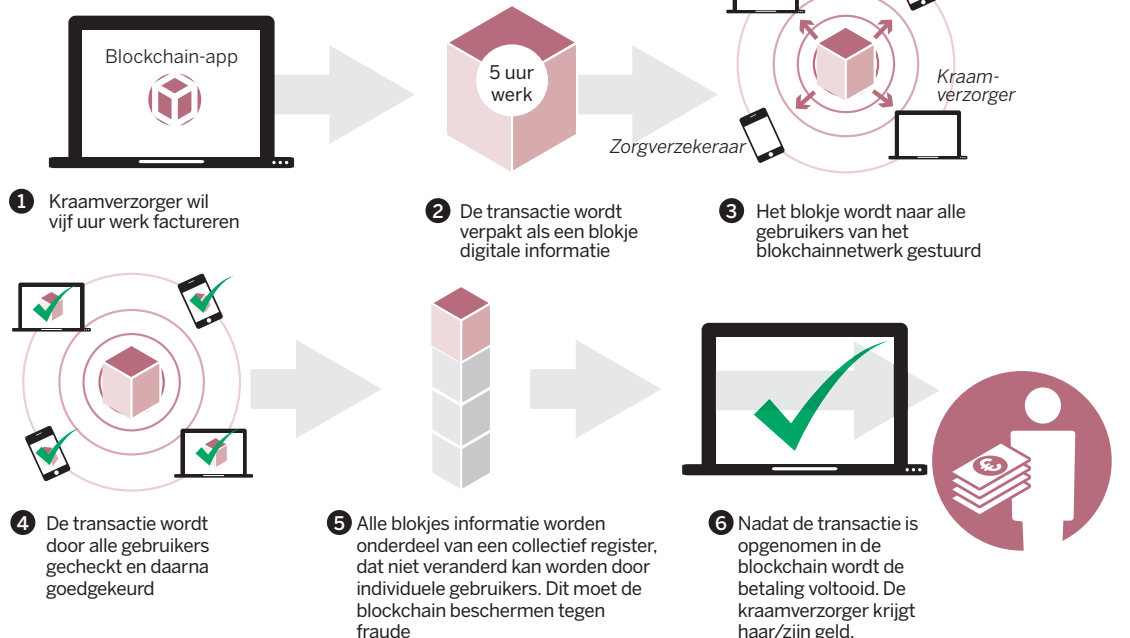 Blockchain-app
5 uur
werk
Kraam-
verzorger
Zorgverzekeraar
1 Kraamverzorger wil
vijf uur werk factureren
2 De transactie wordt
verpakt als een blokje
digitale informatie
3 Het blokje wordt naar alle
gebruikers van het
blokchainnetwerk gestuurd
4 De transactie wordt
door alle gebruikers
gecheckt en daarna
goedgekeurd
5 Alle blokjes informatie worden
onderdeel van een collectief register,
dat niet veranderd kan worden door
individuele gebruikers. Dit moet de
blockchain beschermen tegen
fraude
6 Nadat de transactie is
opgenomen in de
blockchain wordt de
betaling voltooid. De
kraamverzorger krijgt
haar/zijn geld.
€